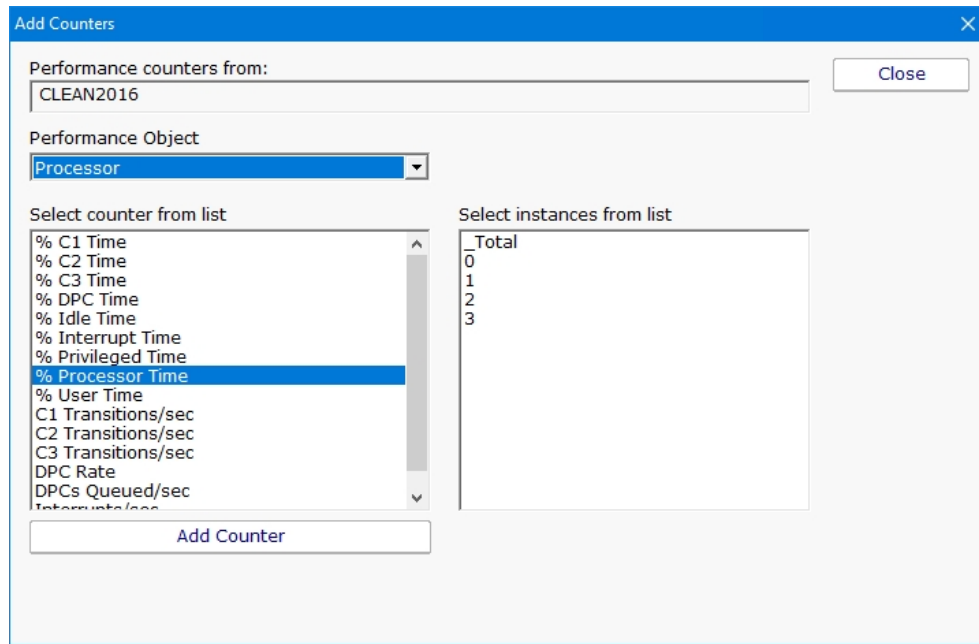 Add Counters
Performance counters from:
Close
CLEAN2016
Performance Object
Processor
Select counter from list
% C1 Time
% C2 Time
% C3 Time
% DPC Time
% Idle Time
% Interrupt Time
% Privileged Time
% Processor Time
% User Time
C1 Transitions/sec
C2 Transitions/sec
C3 Transitions/sec
DPC Rate
DPCs Queued/sec
Interrupts/sec
Select instances from list
_Total
0
1
2
3
Add Counter